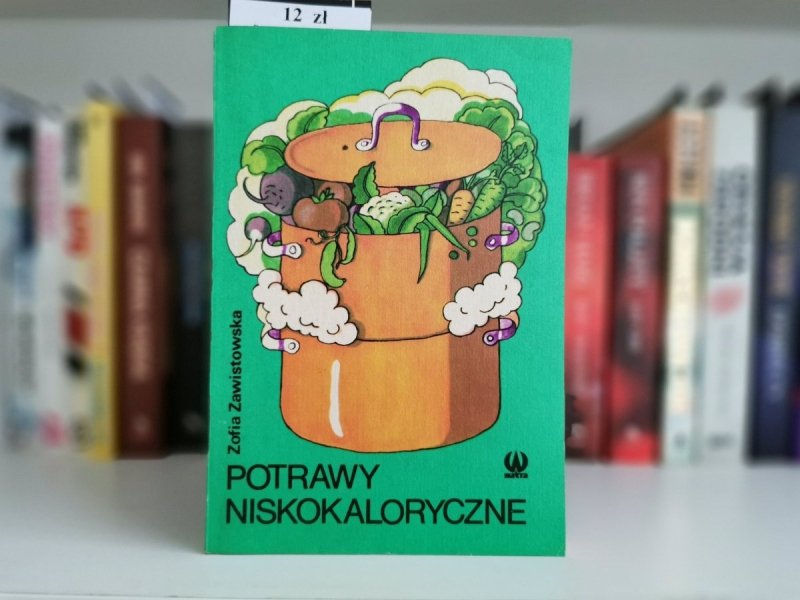 12 zł
Zofia Zawistowska
POTRAWY
NISKOKALORYCZNE
watra